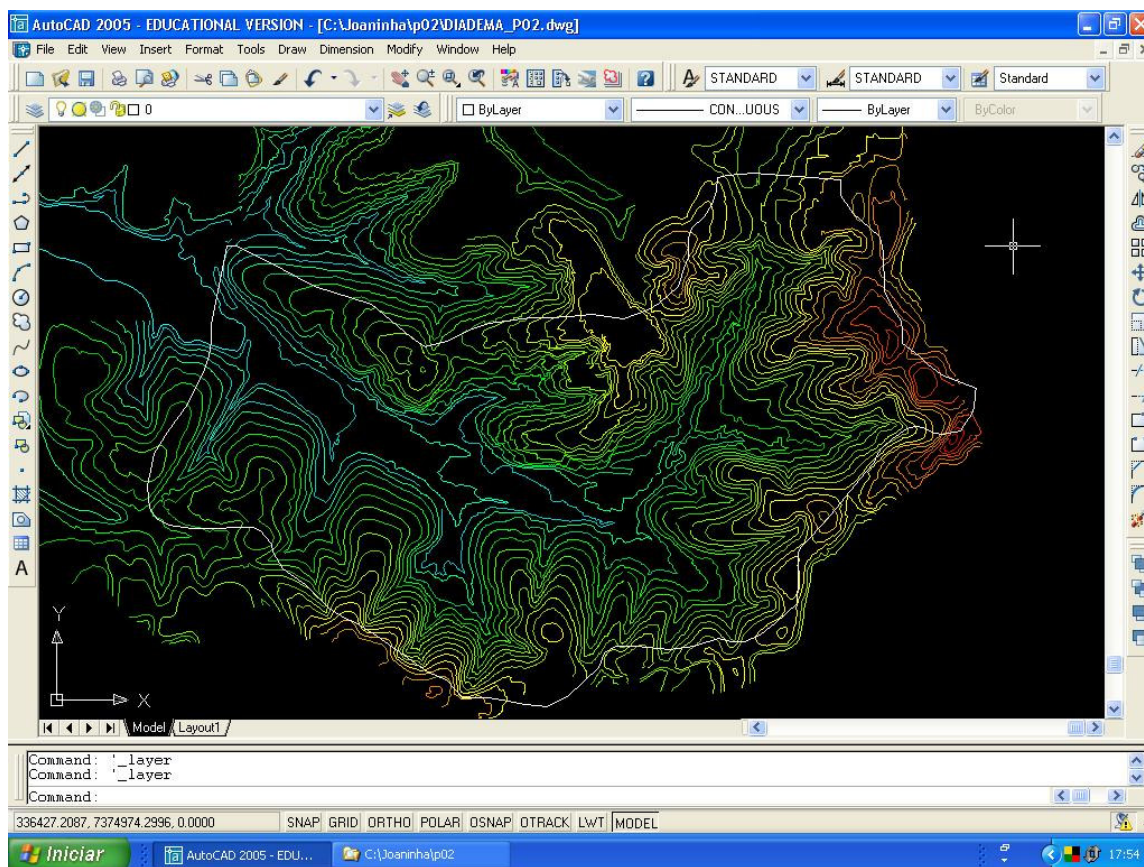 AutoCAD 2005 - EDUCATIONAL VERSION - [C:\Joaninha\p02\DIADEMA_P02.dwg]
File Edit View Insert Format Tools Draw Dimension Modify Window Help
STANDARD STANDARD Standard
0 ByLayer CON...UOUS ByLayer ByColor
A
Y
X
Model Layout1
Command: '_layer
Command: '_layer
Command:
336427.2087, 7374974.2996, 0.0000 SNAP GRID ORTHO POLAR OSNAP OTRACK LWT MODEL
Iniciar AutoCAD 2005 - EDU... C:\Joaninha\p02 17:54